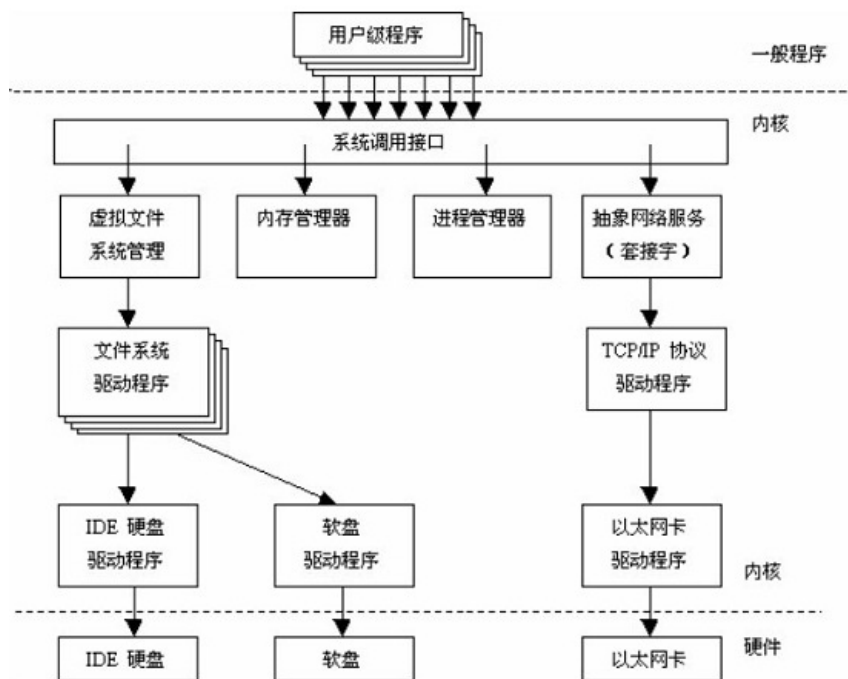 用户级程序
一般程序
内核
系统调用接口
虚拟文件
系统管理
内存管理器
进程管理器
抽象网络服务
(套接字)
文件系统
驱动程序
TCP/IP 协议
驱动程序
IDE 硬盘
驱动程序
软盘
驱动程序
以太网卡
驱动程序
内核
硬件
IDE 硬盘
软盘
以太网卡